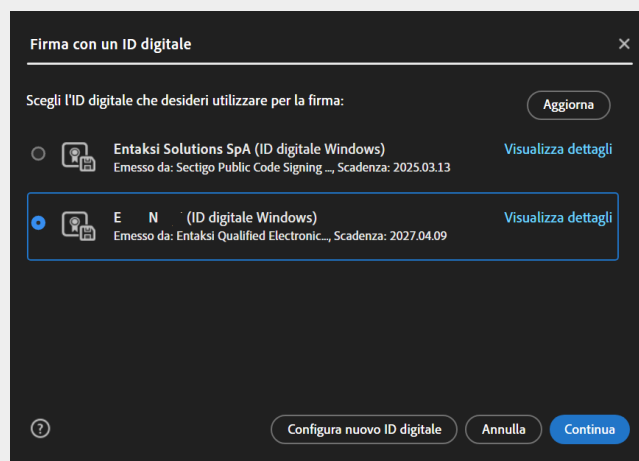 Firma con un ID digitale
Scegli l'ID digitale che desideri utilizzare per la firma:
Aggiorna
Entaksi Solutions SpA (ID digitale Windows)
Visualizza dettagli
Emesso da: Sectigo Public Code Signing ..., Scadenza: 2025.03.13
E N (ID digitale Windows)
Visualizza dettagli
Emesso da: Entaksi Qualified Electronic..., Scadenza: 2027.04.09
?
Configura nuovo ID digitale
Annulla
Continua